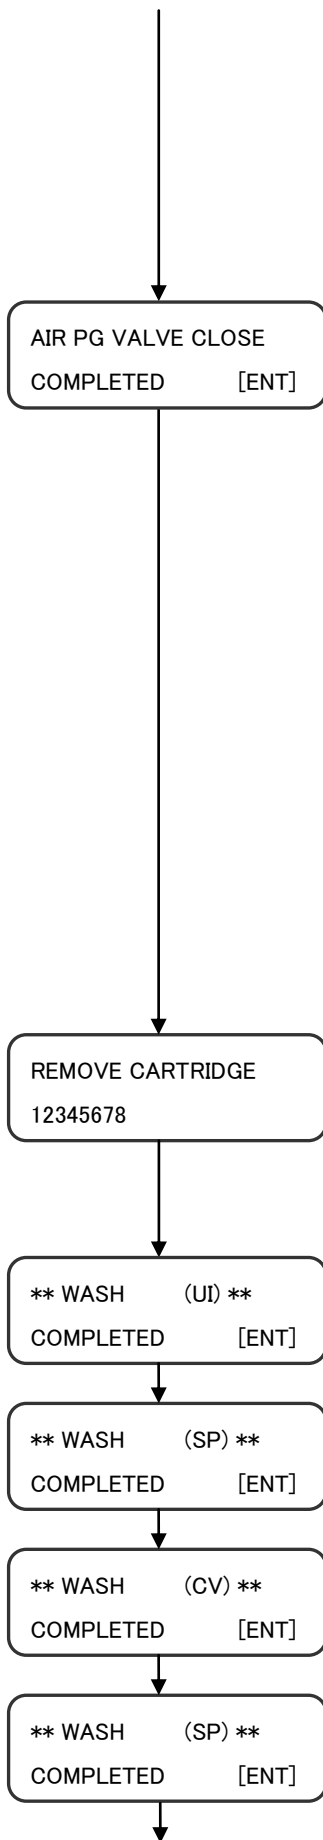 AIR PG VALVE CLOSE
COMPLETED [ENT]
REMOVE CARTRIDGE
12345678
** WASH (UI) **
COMPLETED [ENT]
** WASH (SP) **
COMPLETED [ENT]
** WASH (CV) **
COMPLETED [ENT]
** WASH (SP) **
COMPLETED [ENT]